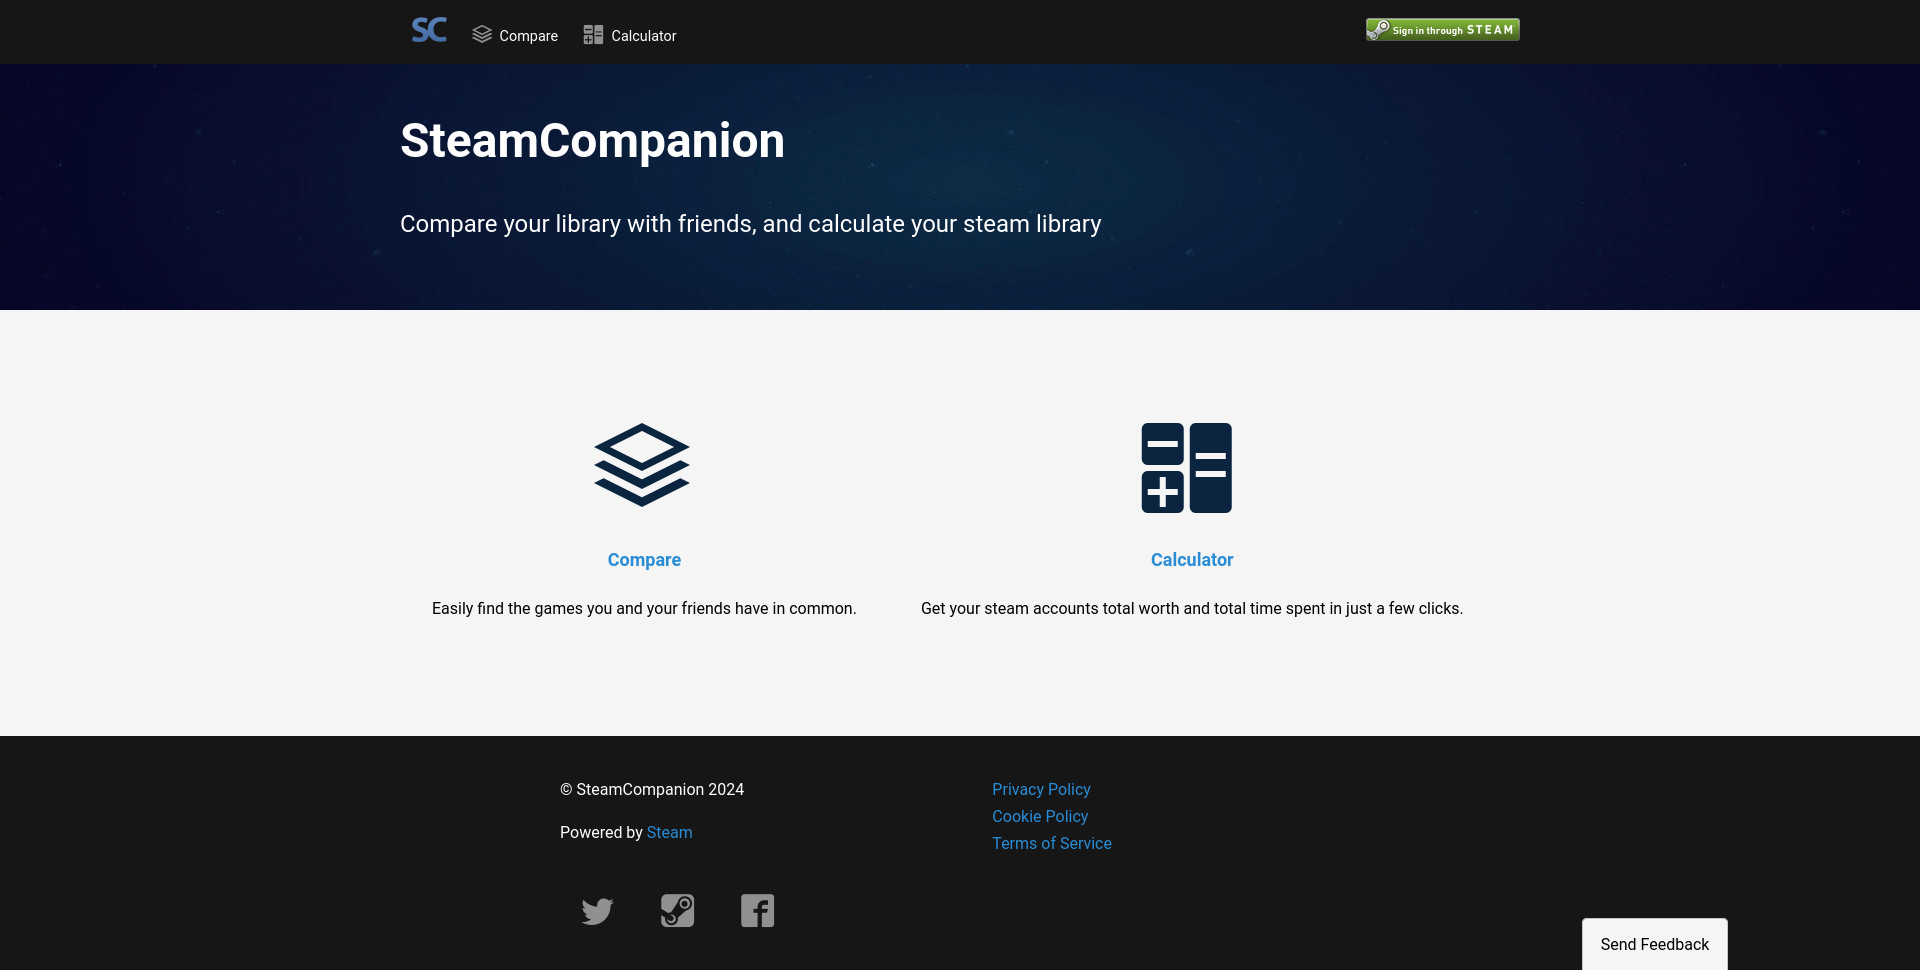 SC
Compare
Calculator
Sign in through STEAM
SteamCompanion
Compare your library with friends, and calculate your steam library
Compare
Calculator
Easily find the games you and your friends have in common.
Get your steam accounts total worth and total time spent in just a few clicks.
© SteamCompanion 2024
Powered by Steam
Privacy Policy
Cookie Policy
Terms of Service
Send Feedback